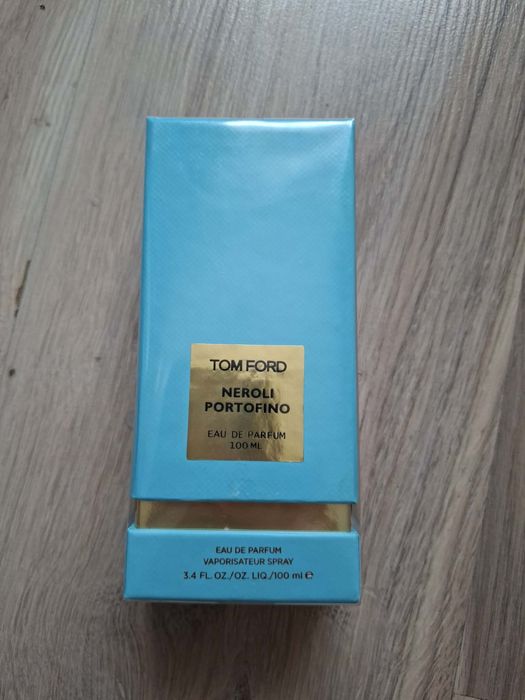 TOM FORD
NEROLI
PORTOFINO
EAU DE PARFUM
100 ML
EAU DE PARFUM
VAPORISATEUR SPRAY
3.4 FL. OZ./OZ. LIQ./100 ml ℮